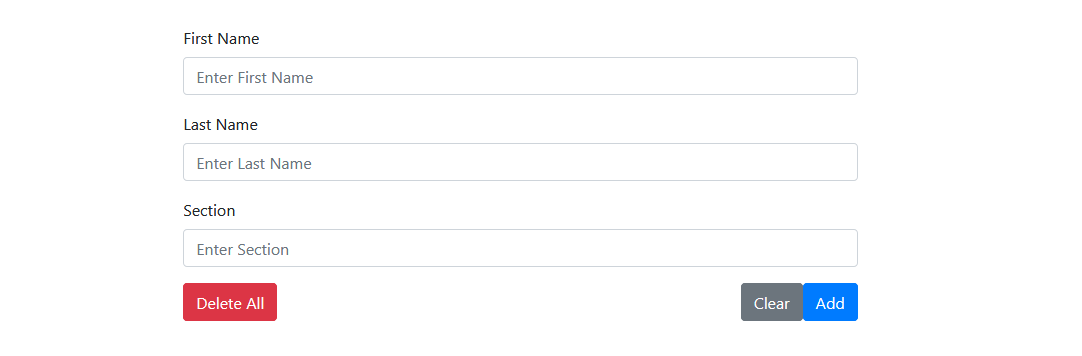 First Name
Enter First Name
Last Name
Enter Last Name
Section
Enter Section
Delete All Clear Add